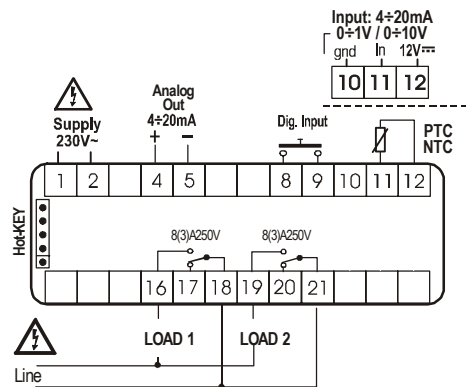 Input: 4÷20mA
0÷1V / 0÷10V
gnd In 12V⎓
10 11 12
Supply
230V~
Analog
Out
4÷20mA
+ −
Dig. Input
PTC
NTC
1 2 4 5 8 9 10 11 12
Hot-KEY
8(3)A250V 8(3)A250V
16 17 18 19 20 21
LOAD 1 LOAD 2
Line